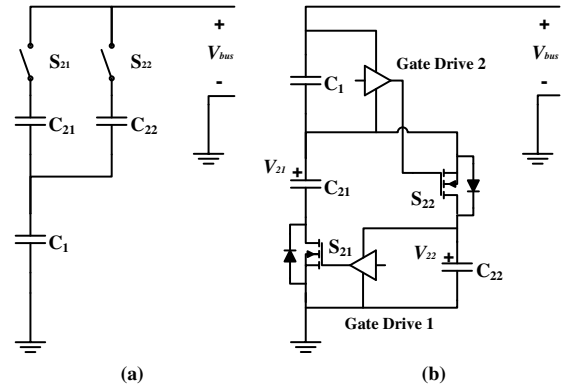 S21
S22
+
Vbus
-
C21
C22
C1
(a)
Gate Drive 2
+
Vbus
-
C1
V21 +
C21
S22
S21
V22 +
C22
Gate Drive 1
(b)